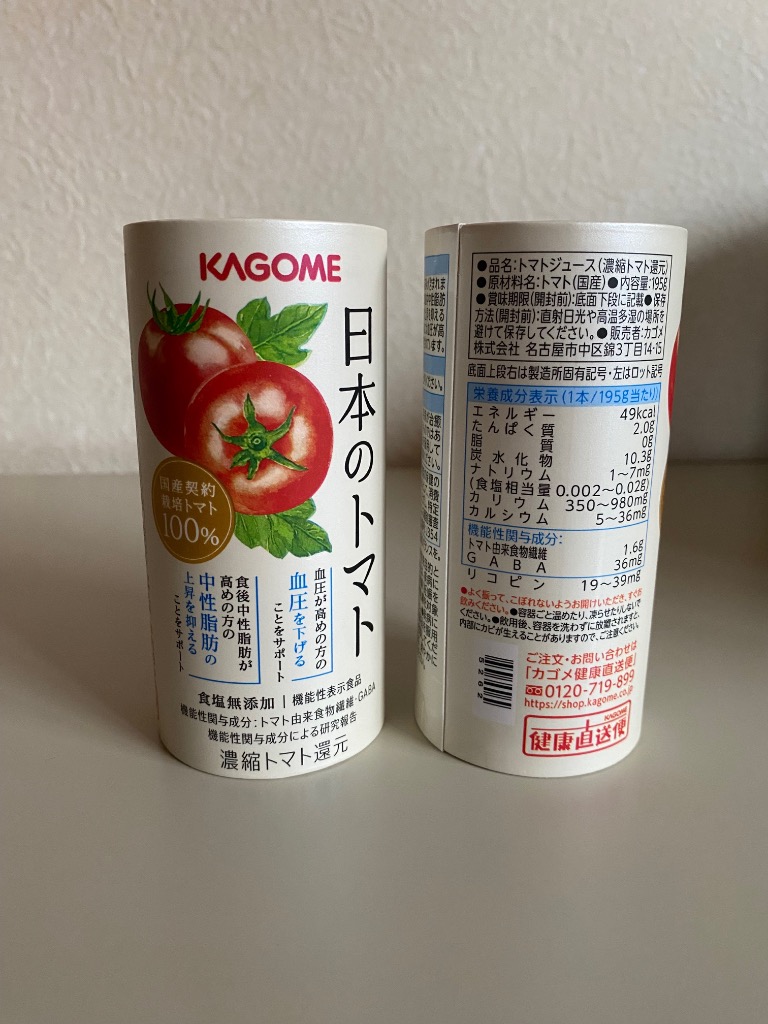 KAGOME
日本のトマト
国産契約
栽培トマト
100%
血圧が高めの方の
血圧を下げる
ことをサポート
食後中性脂肪が
高めの方の
中性脂肪の
上昇を抑える
ことをサポート
食塩無添加｜機能性表示食品
機能性関与成分:トマト由来食物繊維・GABA
機能性関与成分による研究報告
濃縮トマト還元
●品名:トマトジュース(濃縮トマト還元)
●原材料名:トマト(国産)●内容量:195g
●賞味期限(開封前):底面下段に記載●保存
方法(開封前):直射日光や高温多湿の場所を
避けて保存してください。●販売者:カゴメ
株式会社 名古屋市中区錦3丁目14-15
底面上段右は製造所固有記号・左はロット記号
栄養成分表示(1本/195g当たり)
エネルギー 49kcal
たんぱく質 2.0g
脂質 0g
炭水化物 10.3g
ナトリウム 1〜7mg
(食塩相当量 0.002〜0.02g)
カリウム 350〜980mg
カルシウム 5〜36mg
機能性関与成分:
トマト由来食物繊維 1.6g
GABA 36mg
リコピン 19〜39mg
●よく振って、こぼれないようお開けいただき、すぐお
飲みください。●容器ごと温めたり、凍らせたりしないで
ください。●飲用後、容器を洗わずに放置されますと、
内部にカビが生えることがありますので、ご注意ください。
5262
ご注文・お問い合わせは
「カゴメ健康直送便」
0120-719-899
https://shop.kagome.co.jp
KAGOME
健康直送便